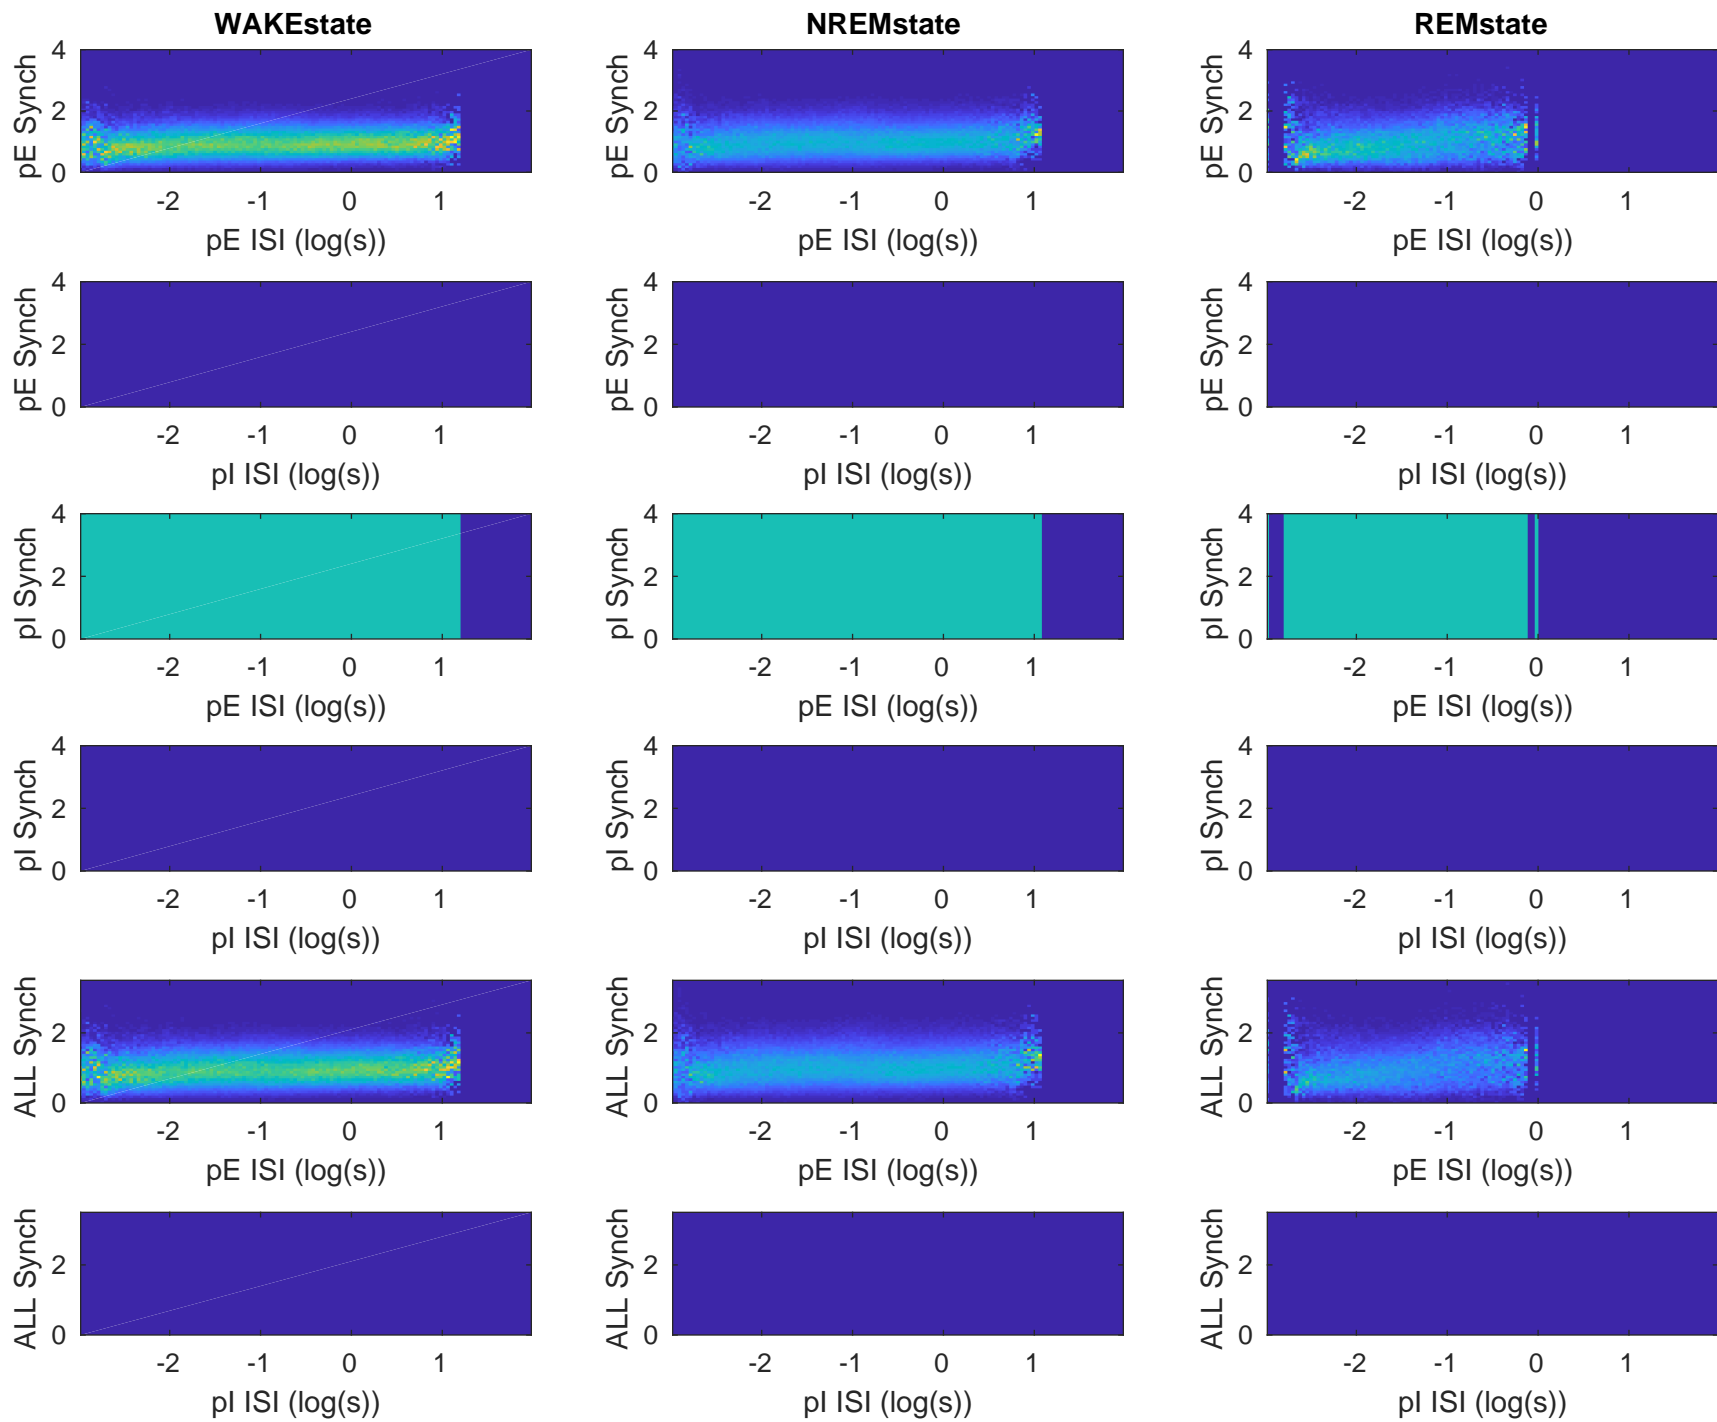 WAKEstate NREMstate REMstate
4 4 4
pE Synch pE Synch pE Synch
2 2 2
0 0 0
-2 -1 0 1 -2 -1 0 1 -2 -1 0 1
pE ISI (log(s)) pE ISI (log(s)) pE ISI (log(s))
4 4 4
pE Synch pE Synch pE Synch
2 2 2
0 0 0
-2 -1 0 1 -2 -1 0 1 -2 -1 0 1
pI ISI (log(s)) pI ISI (log(s)) pI ISI (log(s))
4 4 4
pI Synch pI Synch pI Synch
2 2 2
0 0 0
-2 -1 0 1 -2 -1 0 1 -2 -1 0 1
pE ISI (log(s)) pE ISI (log(s)) pE ISI (log(s))
4 4 4
pI Synch pI Synch pI Synch
2 2 2
0 0 0
-2 -1 0 1 -2 -1 0 1 -2 -1 0 1
pI ISI (log(s)) pI ISI (log(s)) pI ISI (log(s))
ALL Synch ALL Synch ALL Synch
2 2 2
0 0 0
-2 -1 0 1 -2 -1 0 1 -2 -1 0 1
pE ISI (log(s)) pE ISI (log(s)) pE ISI (log(s))
ALL Synch ALL Synch ALL Synch
2 2 2
0 0 0
-2 -1 0 1 -2 -1 0 1 -2 -1 0 1
pI ISI (log(s)) pI ISI (log(s)) pI ISI (log(s))